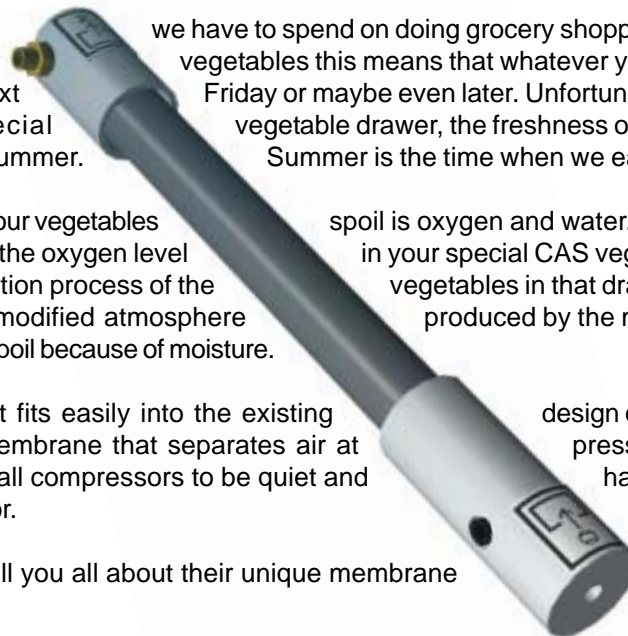 we have to spend on doing grocery shopp
vegetables this means that whatever y
xt Friday or maybe even later. Unfortun
ecial vegetable drawer, the freshness o
ummer. Summer is the time when we ea
our vegetables spoil is oxygen and water.
the oxygen level in your special CAS veg
tion process of the vegetables in that dra
modified atmosphere produced by the m
poil because of moisture.
t fits easily into the existing design o
embrane that separates air at press
all compressors to be quiet and ha
or.
ll you all about their unique membrane